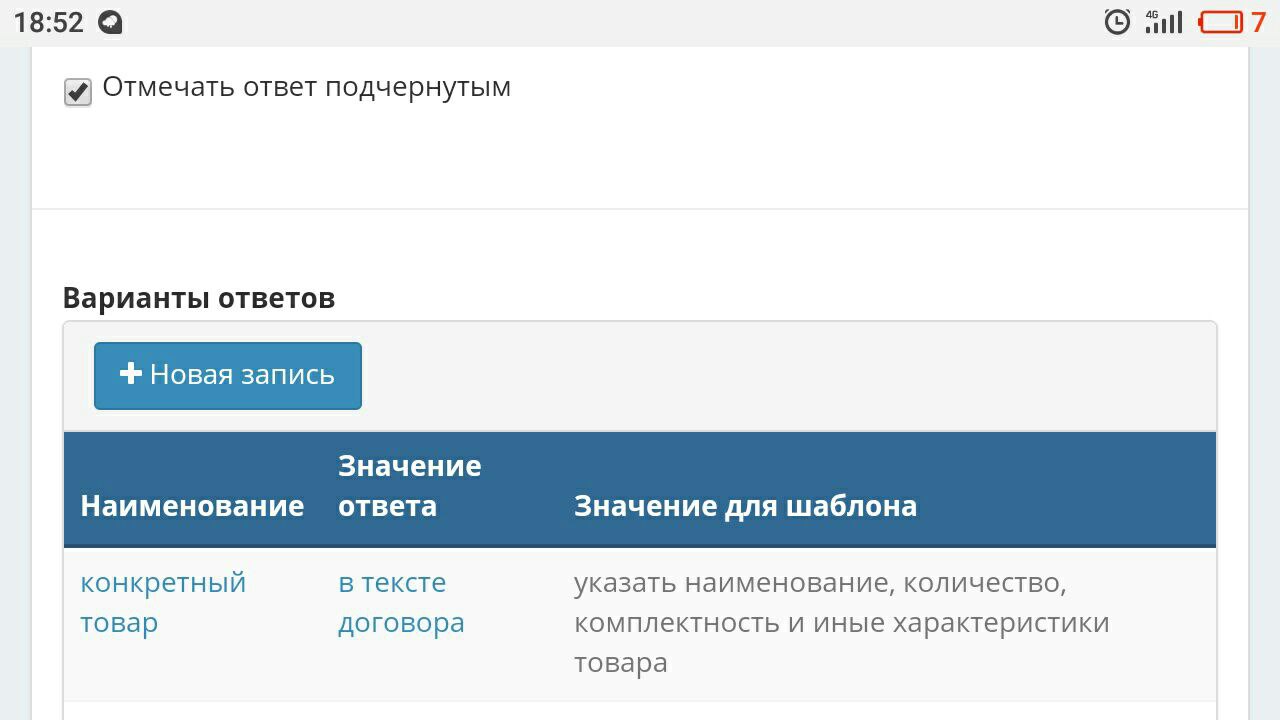 18:52 4G 7
Отмечать ответ подчернутым
Варианты ответов
Новая запись
Наименование
Значение
ответа
Значение для шаблона
конкретный
товар
в тексте
договора
указать наименование, количество,
комплектность и иные характеристики
товара